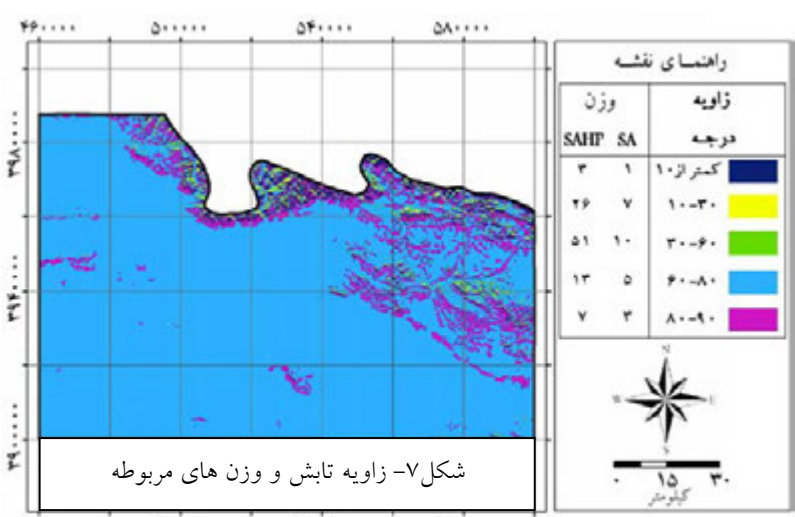 ۴۶۰۰۰۰ ۵۰۰۰۰۰ ۵۴۰۰۰۰ ۵۸۰۰۰۰
۳۹۸۰۰۰۰
۳۹۴۰۰۰۰
۳۹۰۰۰۰۰
شکل۷- زاویه تابش و وزن های مربوطه
راهنمای نقشه
زاویه وزن
درجه SA SAHP
کمتر از۱۰ ۱ ۳
۱۰-۳۰ ۷ ۲۶
۳۰-۶۰ ۱۰ ۵۱
۶۰-۸۰ ۵ ۱۳
۸۰-۹۰ ۳ ۷
N
W E
S
۰ ۱۵ ۳۰
کیلومتر